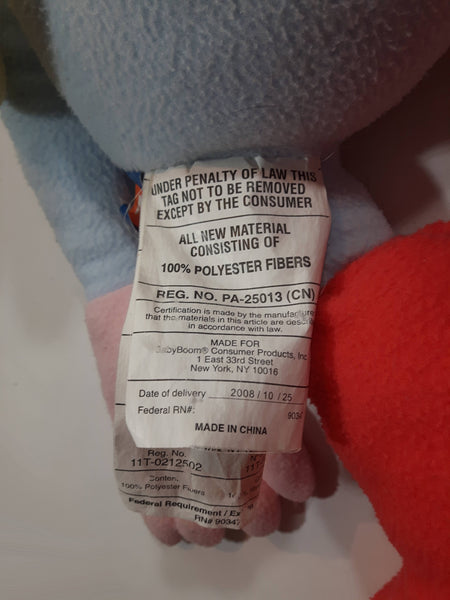 UNDER PENALTY OF LAW THIS
TAG NOT TO BE REMOVED
EXCEPT BY THE CONSUMER
ALL NEW MATERIAL
CONSISTING OF
100% POLYESTER FIBERS
REG. NO. PA-25013 (CN)
Certification is made by the manufacturer
that the materials in this article are
in accordance with law.
MADE FOR
BabyBoom® Consumer Products, Inc.
1 East 33rd Street
New York, NY 10016
Date of delivery 2008 / 10 / 25
Federal RN#: 9034
MADE IN CHINA
Reg. No.
11T-0212502 11T
Conten.
100% Polyester Fibers
Federal Requirement / Ex
RN# 9034